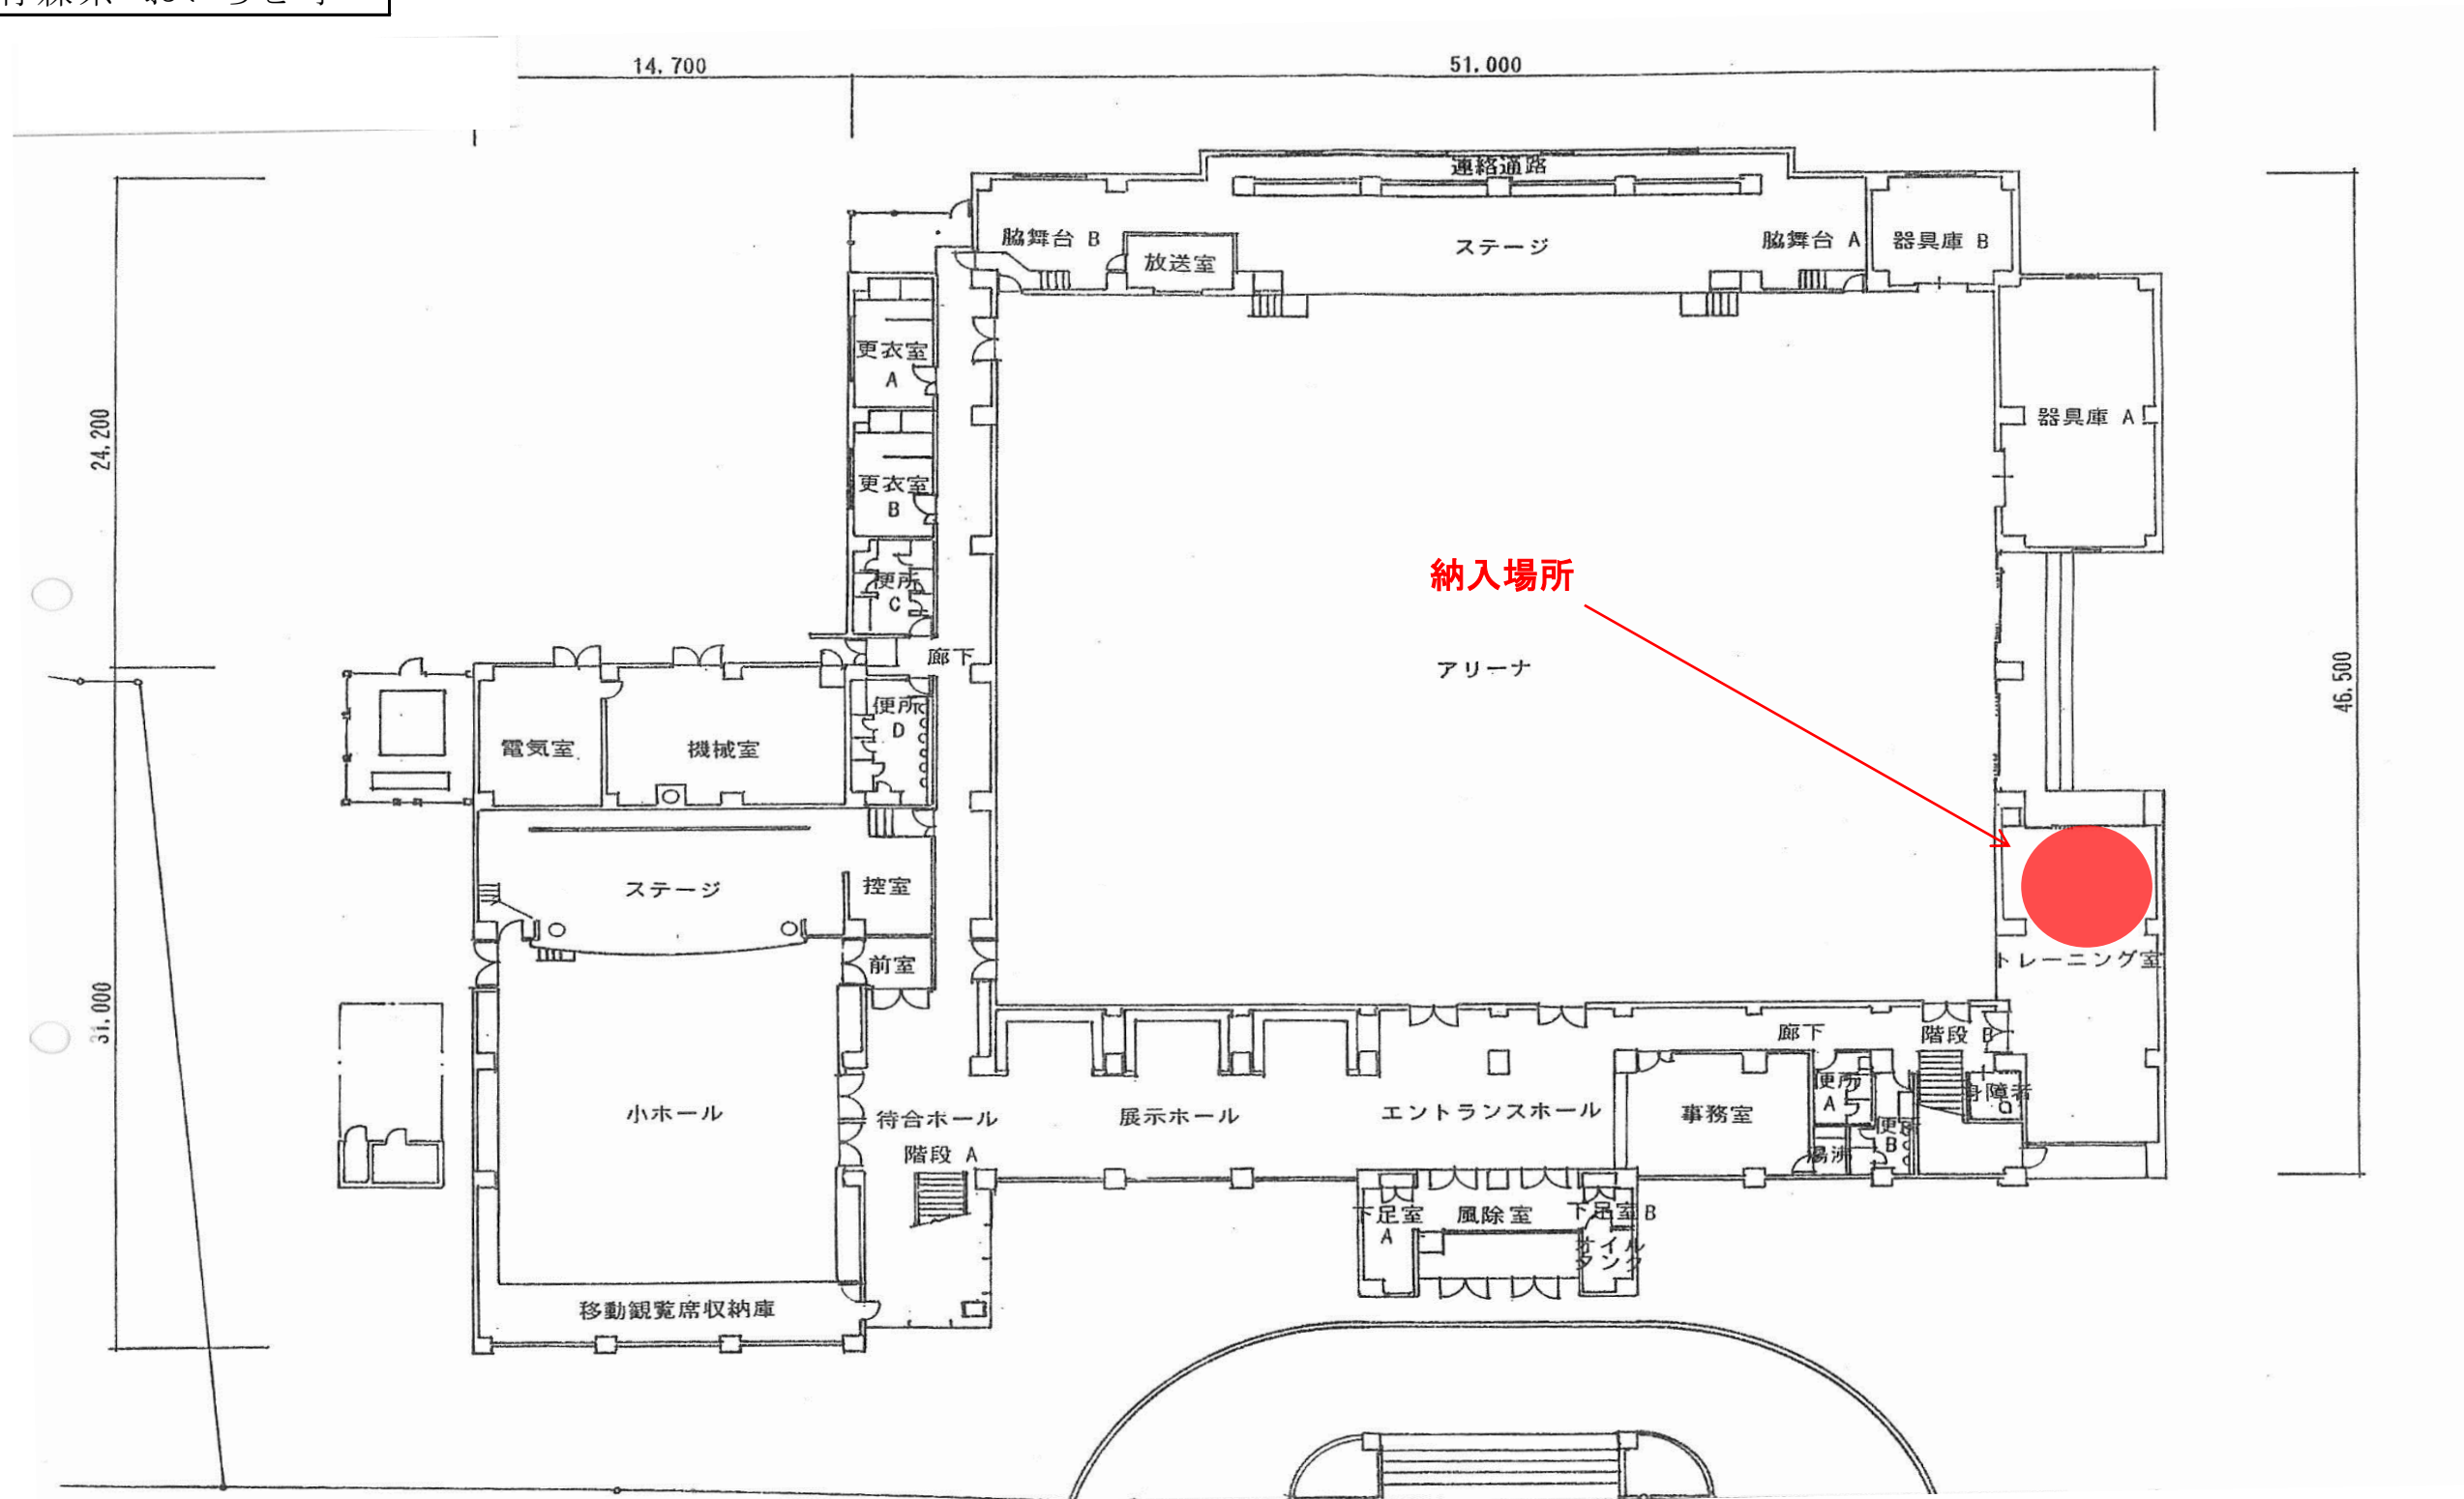 14,700
51.000
連絡通路
脇舞台 B
放送室
ステージ
脇舞台 A
器具庫 B
更衣室
A
器具庫 A
24,200
更衣室
B
納入場所
便所
C
廊下
アリーナ
46,500
便所
D
電気室
機械室
ステージ
控室
前室
トレーニング室
31.000
廊下
階段 B
小ホール
待合ホール
展示ホール
エントランスホール
事務室
便所
A
身障者
便所
B
湯沸
階段 A
下足室
A
風除室
下足室B
オイル
タンク
移動観覧席収納庫